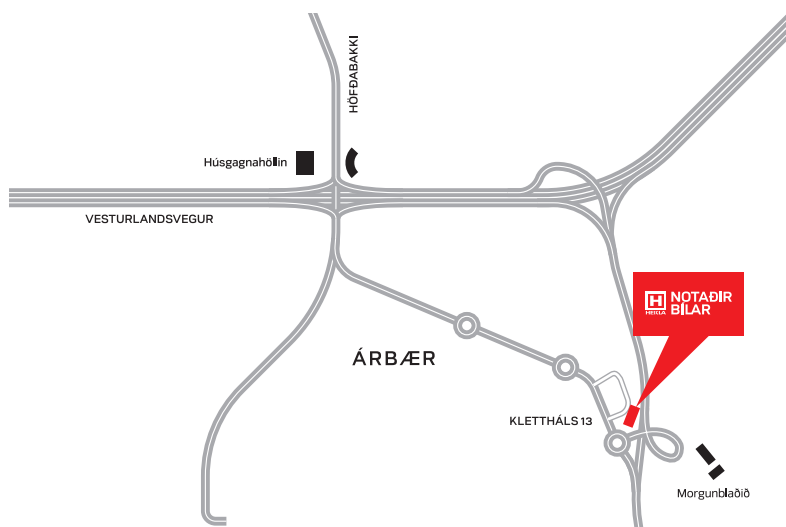 HÖFÐABAKKI
Húsgagnahöllin
VESTURLANDSVEGUR
H
HEKLA
NOTAÐIR
BÍLAR
ÁRBÆR
KLETTHÁLS 13
Morgunblaðið